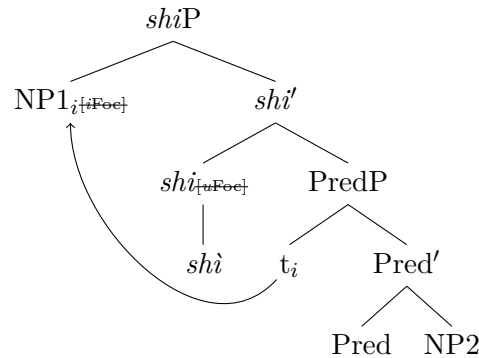 shiP
NP1i[iFoc] shi′
shi[uFoc] PredP
shì ti Pred′
Pred NP2